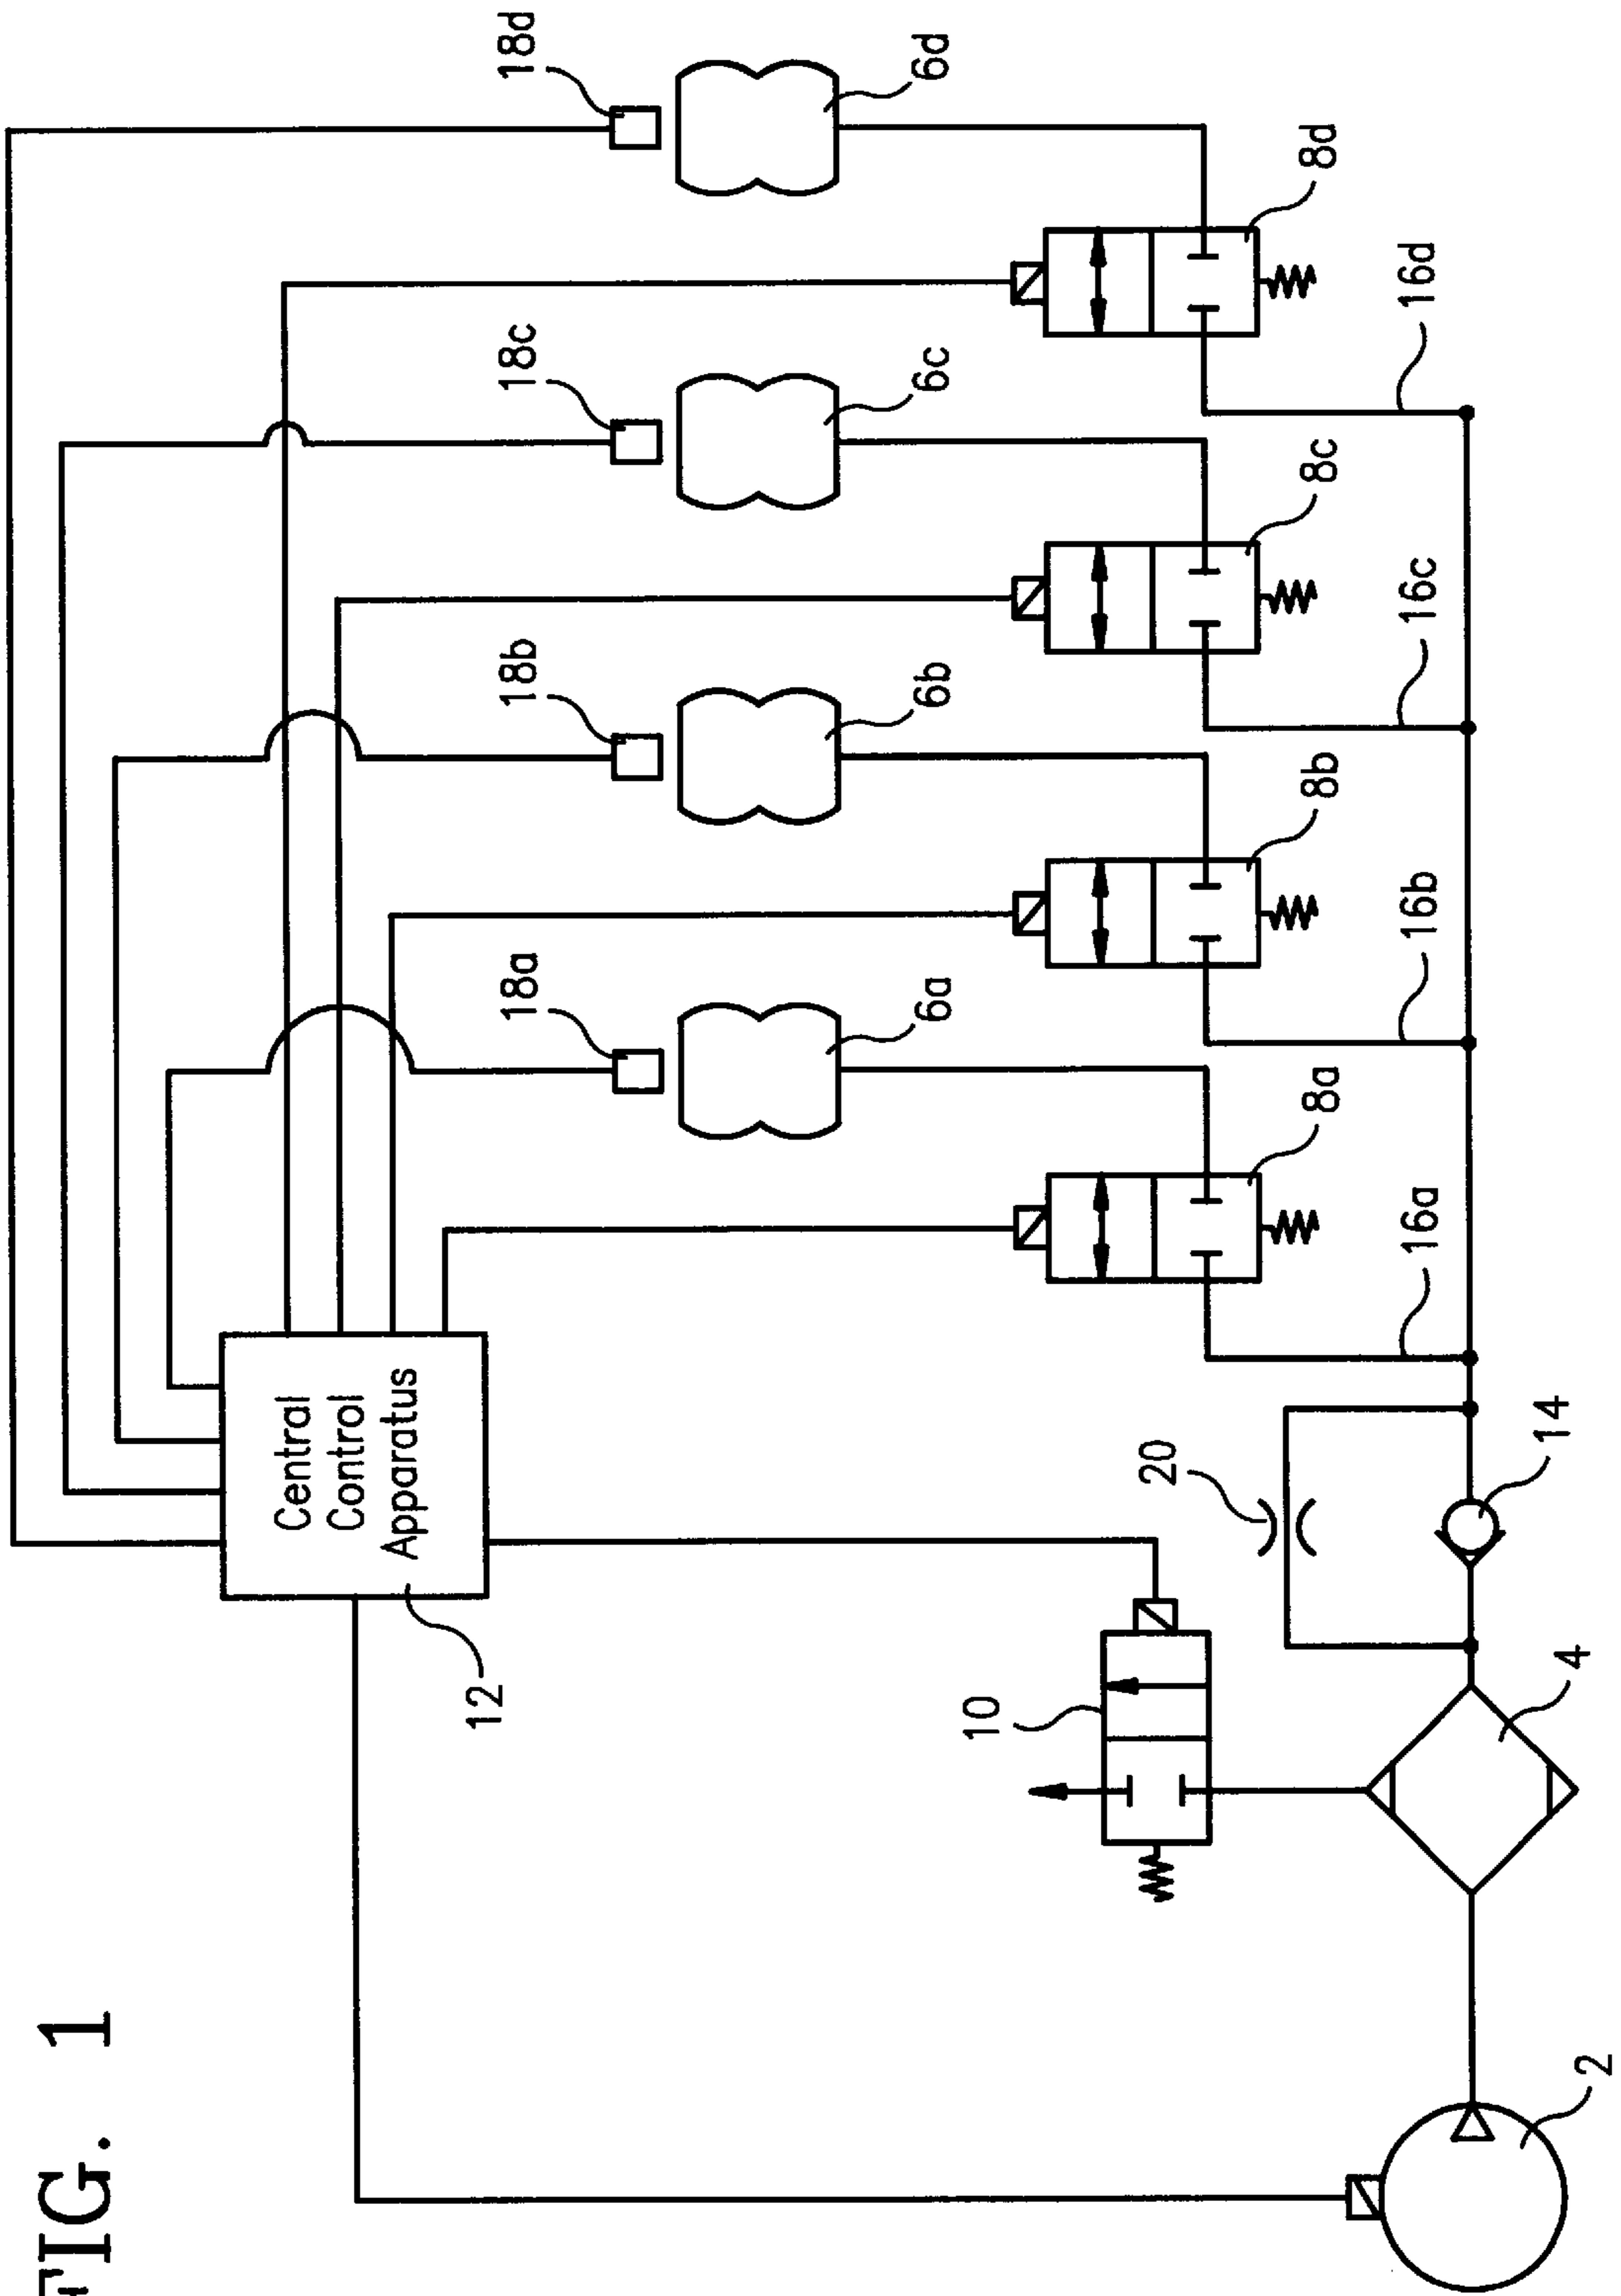 FIG. 1
18d
6d
8d
16d
18c
6c
8c
16c
18b
6b
8b
16b
18a
6a
8a
16a
Central
Control
Apparatus
12
10
20
14
4
2